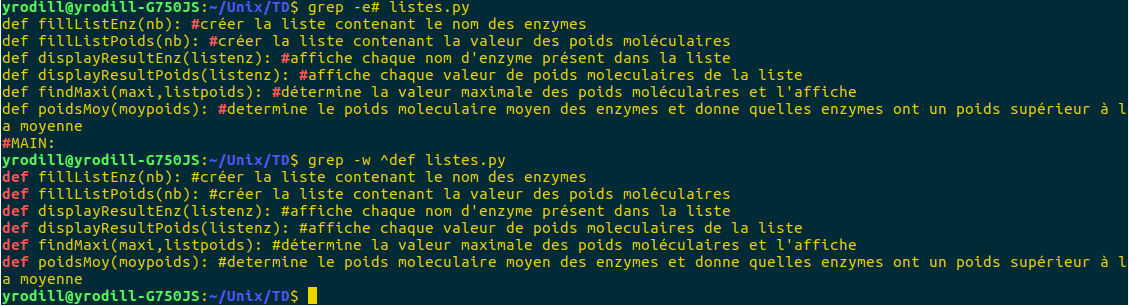 yrodill@yrodill-G750JS:~/Unix/TD$ grep -e# listes.py
def fillListEnz(nb): #créer la liste contenant le nom des enzymes
def fillListPoids(nb): #créer la liste contenant la valeur des poids moléculaires
def displayResultEnz(listenz): #affiche chaque nom d'enzyme présent dans la liste
def displayResultPoids(listenz): #affiche chaque valeur de poids moleculaires de la liste
def findMaxi(maxi,listpoids): #détermine la valeur maximale des poids moléculaires et l'affiche
def poidsMoy(moypoids): #determine le poids moleculaire moyen des enzymes et donne quelles enzymes ont un poids supérieur à l
a moyenne
#MAIN:
yrodill@yrodill-G750JS:~/Unix/TD$ grep -w ^def listes.py
def fillListEnz(nb): #créer la liste contenant le nom des enzymes
def fillListPoids(nb): #créer la liste contenant la valeur des poids moléculaires
def displayResultEnz(listenz): #affiche chaque nom d'enzyme présent dans la liste
def displayResultPoids(listenz): #affiche chaque valeur de poids moleculaires de la liste
def findMaxi(maxi,listpoids): #détermine la valeur maximale des poids moléculaires et l'affiche
def poidsMoy(moypoids): #determine le poids moleculaire moyen des enzymes et donne quelles enzymes ont un poids supérieur à l
a moyenne
yrodill@yrodill-G750JS:~/Unix/TD$